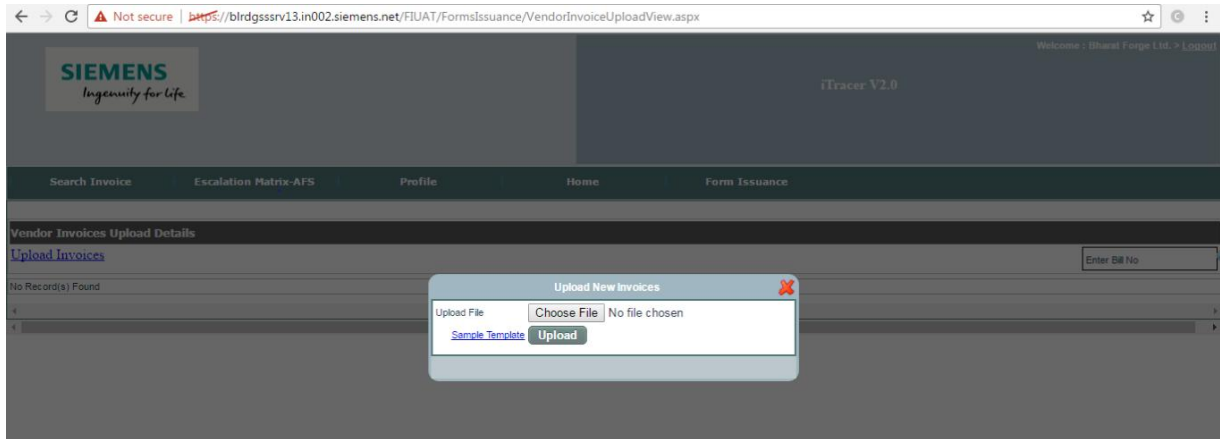 Not secure | https://blrdgsssrv13.in002.siemens.net/FIUAT/FormsIssuance/VendorInvoiceUploadView.aspx
Welcome : Bharat Forge Ltd. > Logout
SIEMENS
Ingenuity for life
iTracer V2.0
Search Invoice Escalation Matrix-AFS Profile Home Form Issuance
Vendor Invoices Upload Details
Upload Invoices
Enter Bill No
No Record(s) Found
Upload New Invoices
Upload File Choose File No file chosen
Sample Template Upload